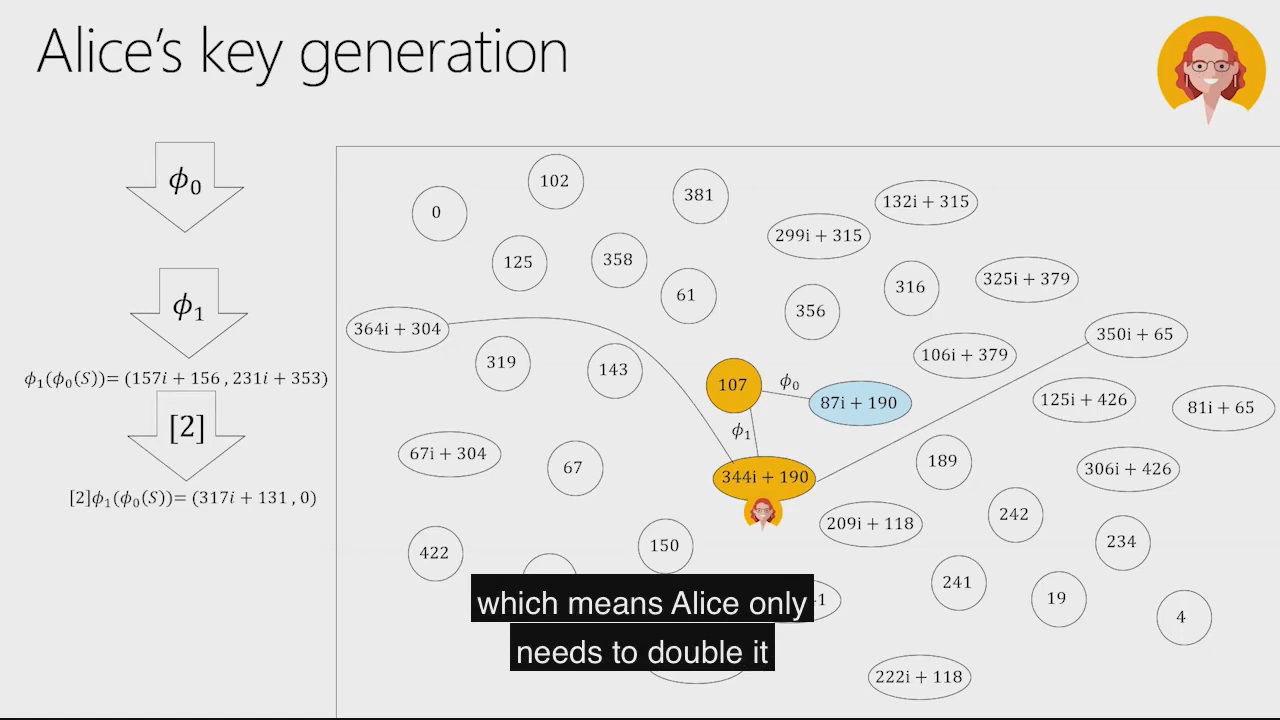 Alice's key generation
ϕ₀
ϕ₁
ϕ₁(ϕ₀(S))= (157i + 156 , 231i + 353)
[2]
[2]ϕ₁(ϕ₀(S))= (317i + 131 , 0)
0
102
381
132i + 315
299i + 315
125
358
61
356
316
325i + 379
364i + 304
319
143
107
ϕ₀
87i + 190
106i + 379
350i + 65
125i + 426
81i + 65
ϕ₁
67i + 304
67
344i + 190
189
306i + 426
209i + 118
242
234
422
150
241
19
4
222i + 118
which means Alice only
needs to double it